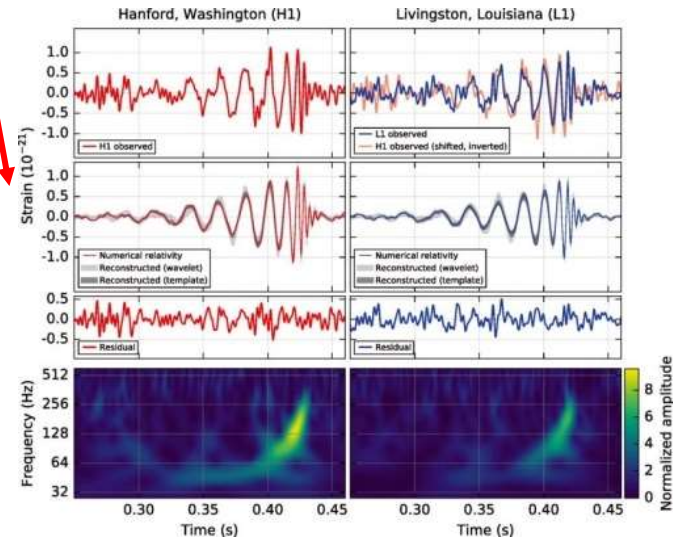 Hanford, Washington (H1)
Livingston, Louisiana (L1)
Strain (10⁻²¹)
1.0
0.5
0.0
-0.5
-1.0
H1 observed
L1 observed
H1 observed (shifted, inverted)
1.0
0.5
0.0
-0.5
-1.0
Numerical relativity
Reconstructed (wavelet)
Reconstructed (template)
Numerical relativity
Reconstructed (wavelet)
Reconstructed (template)
0.5
0.0
-0.5
Residual
Residual
Frequency (Hz)
512
256
128
64
32
Normalized amplitude
8
6
4
2
0
0.30
0.35
0.40
0.45
0.30
0.35
0.40
0.45
Time (s)
Time (s)